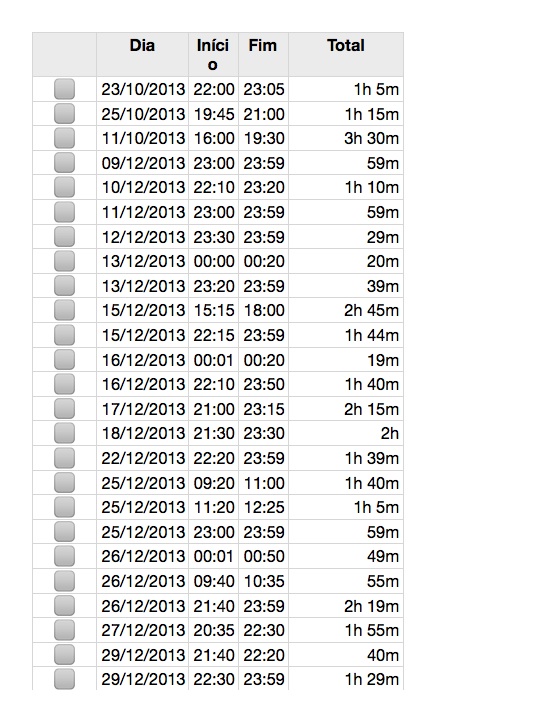 Dia Iníci Fim Total
o
23/10/2013 22:00 23:05 1h 5m
25/10/2013 19:45 21:00 1h 15m
11/10/2013 16:00 19:30 3h 30m
09/12/2013 23:00 23:59 59m
10/12/2013 22:10 23:20 1h 10m
11/12/2013 23:00 23:59 59m
12/12/2013 23:30 23:59 29m
13/12/2013 00:00 00:20 20m
13/12/2013 23:20 23:59 39m
15/12/2013 15:15 18:00 2h 45m
15/12/2013 22:15 23:59 1h 44m
16/12/2013 00:01 00:20 19m
16/12/2013 22:10 23:50 1h 40m
17/12/2013 21:00 23:15 2h 15m
18/12/2013 21:30 23:30 2h
22/12/2013 22:20 23:59 1h 39m
25/12/2013 09:20 11:00 1h 40m
25/12/2013 11:20 12:25 1h 5m
25/12/2013 23:00 23:59 59m
26/12/2013 00:01 00:50 49m
26/12/2013 09:40 10:35 55m
26/12/2013 21:40 23:59 2h 19m
27/12/2013 20:35 22:30 1h 55m
29/12/2013 21:40 22:20 40m
29/12/2013 22:30 23:59 1h 29m